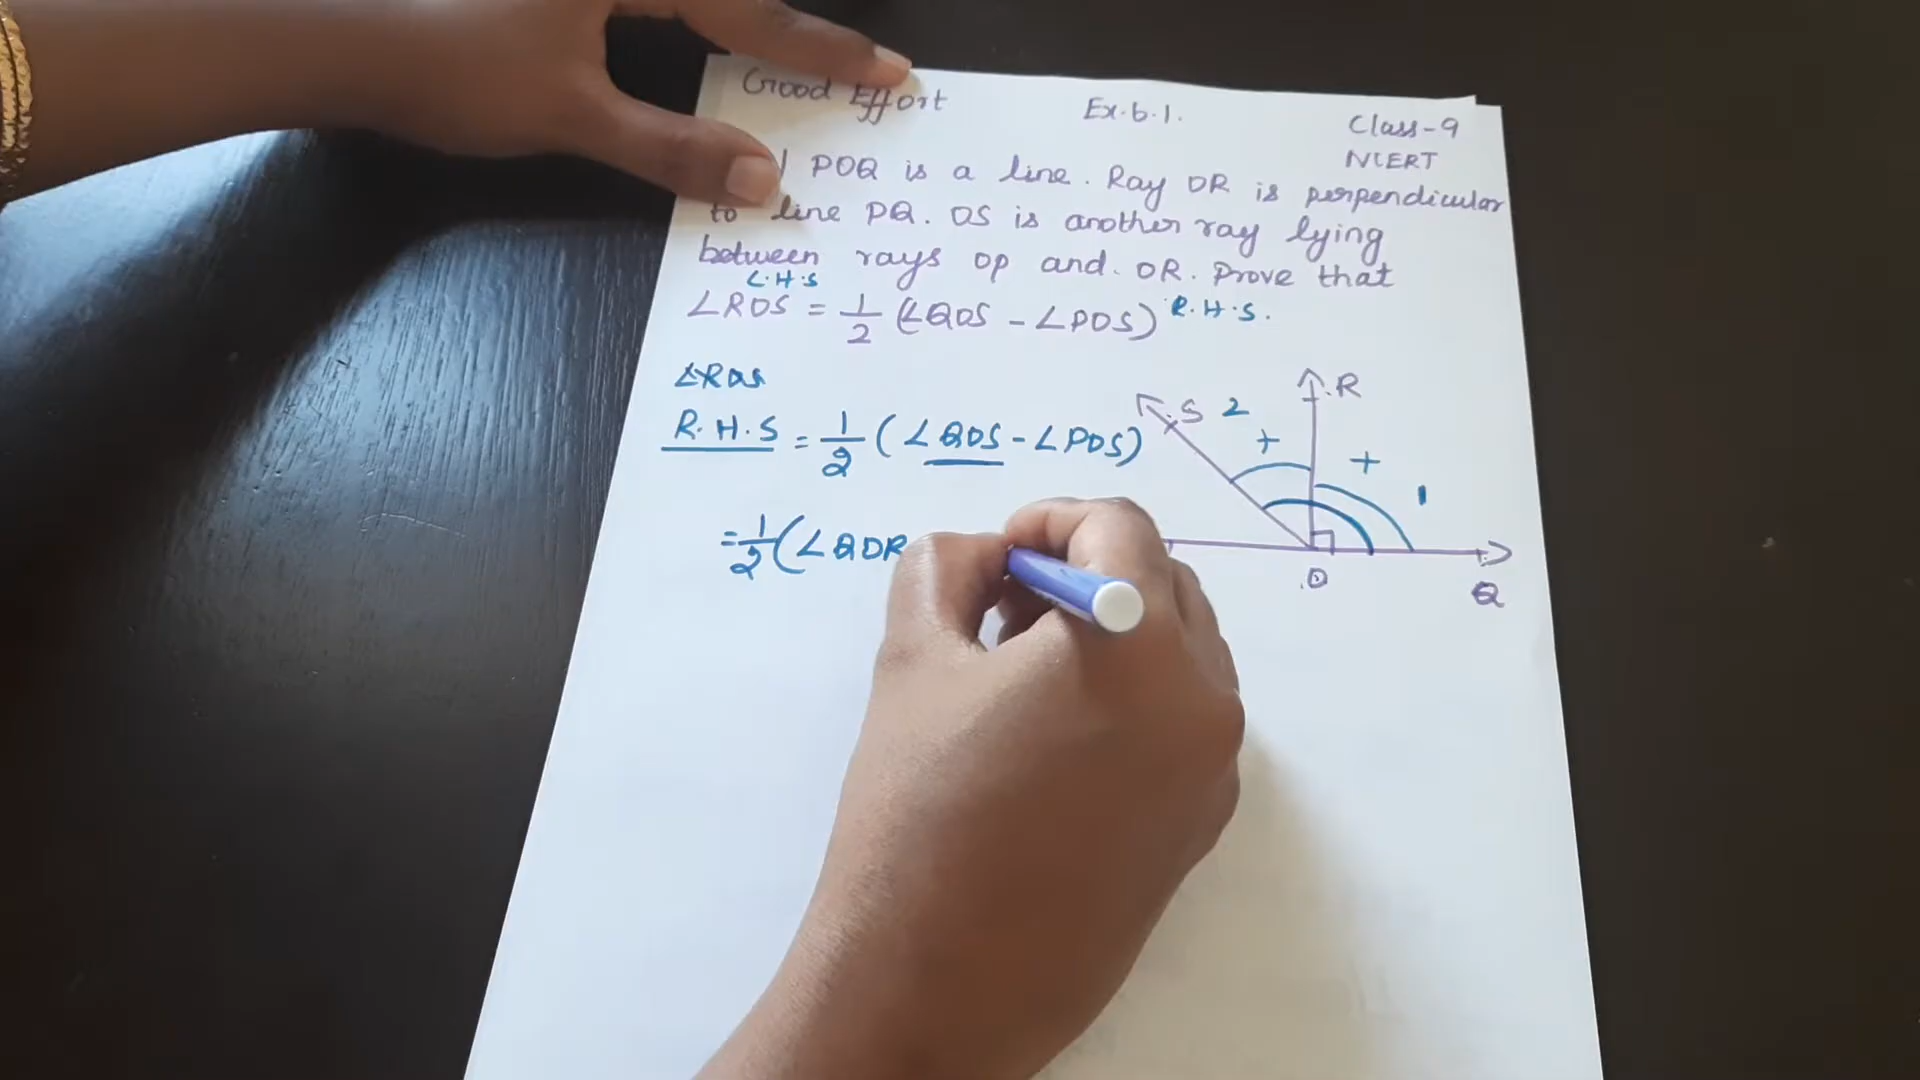 Good Effort
Ex.6.1.
Class-9
NCERT
POQ is a line. Ray OR is perpendicular
to line PQ. OS is another ray lying
between rays OP and. OR. Prove that
L.H.S
∠ROS = 1/2 (∠QOS - ∠POS) R.H.S.
R.H.S = 1/2 (∠QOS - ∠POS)
= 1/2 (∠QOR
S 2 R
+ +
1
O Q